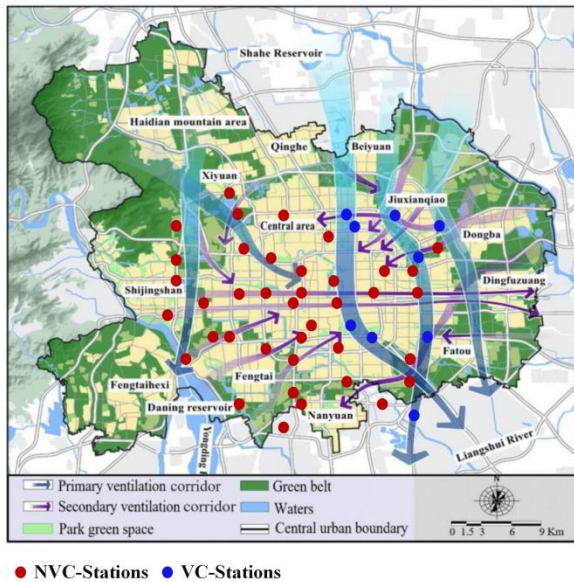 Shahe Reservoir
Haidian mountain area
Qinghe
Beiyuan
Xiyuan
Jiuxianqiao
Central area
Dongba
Dingfuzuang
Shijingshan
Fatou
Fengtaihexi
Fengtai
Daning reservoir
Nanyuan
Yongding
Liangshui River
Primary ventilation corridor
Green belt
Secondary ventilation corridor
Waters
Park green space
Central urban boundary
N
0 1.5 3 6 9 Km
NVC-Stations
VC-Stations